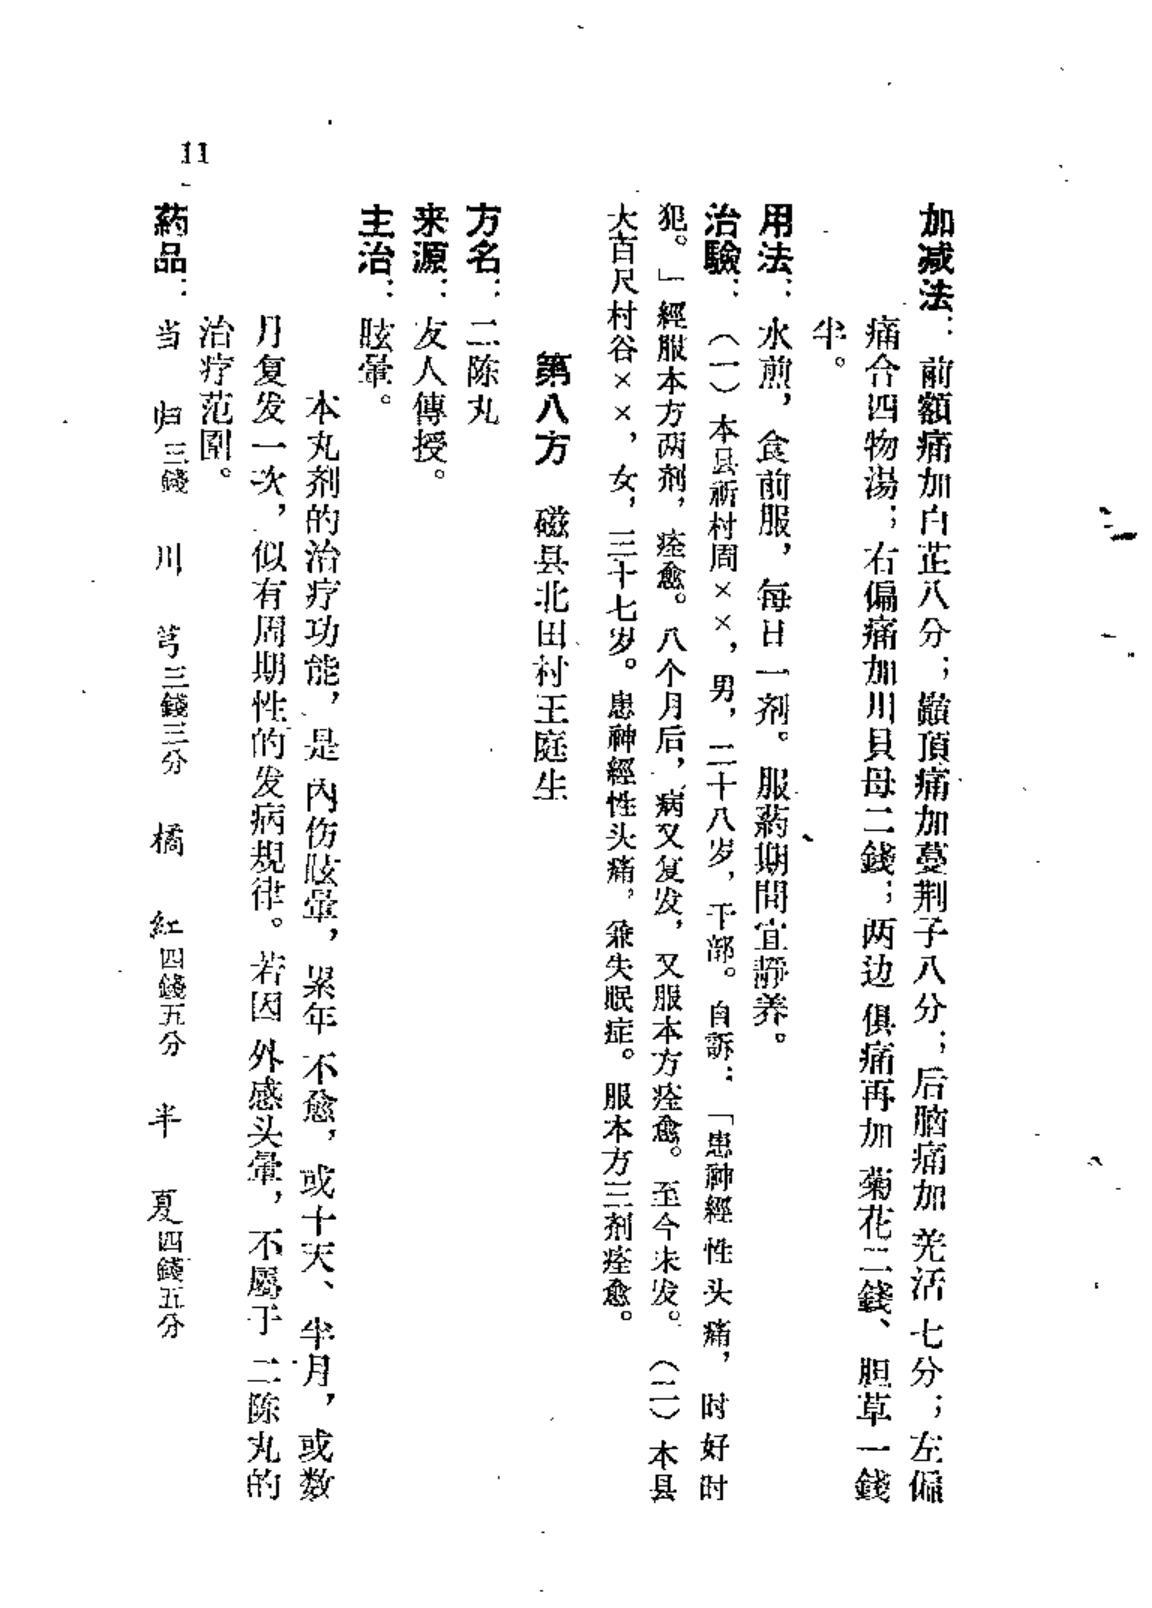 加减法：前額痛加白芷八分；巔頂痛加蔓荆子八分；后脑痛加羌活七分；左偏
痛合四物湯；右偏痛加川貝母二錢；两边俱痛再加菊花二錢、胆草一錢
半。
用法：水煎，食前服，每日一剂。服葯期間宜靜养。
治驗：（一）本县新村周××，男，二十八岁，干部。自訴：「患神經性头痛，时好时
犯。」經服本方两剂，痊愈。八个月后，病又复发，又服本方痊愈。至今未发。（二）本县
大百尺村谷××，女，三十七岁。患神經性头痛，兼失眠症。服本方三剂痊愈。
第八方　磁县北田村王庭生
方名：二陈丸
来源：友人傳授。
主治：眩暈。
本丸剂的治疗功能，是內伤眩暈，累年不愈，或十天、半月，或数
月复发一次，似有周期性的发病規律。若因外感头暈，不屬于二陈丸的
治疗范圍。
葯品：当归三錢　川芎三錢三分　橘紅四錢五分　半夏四錢五分
11